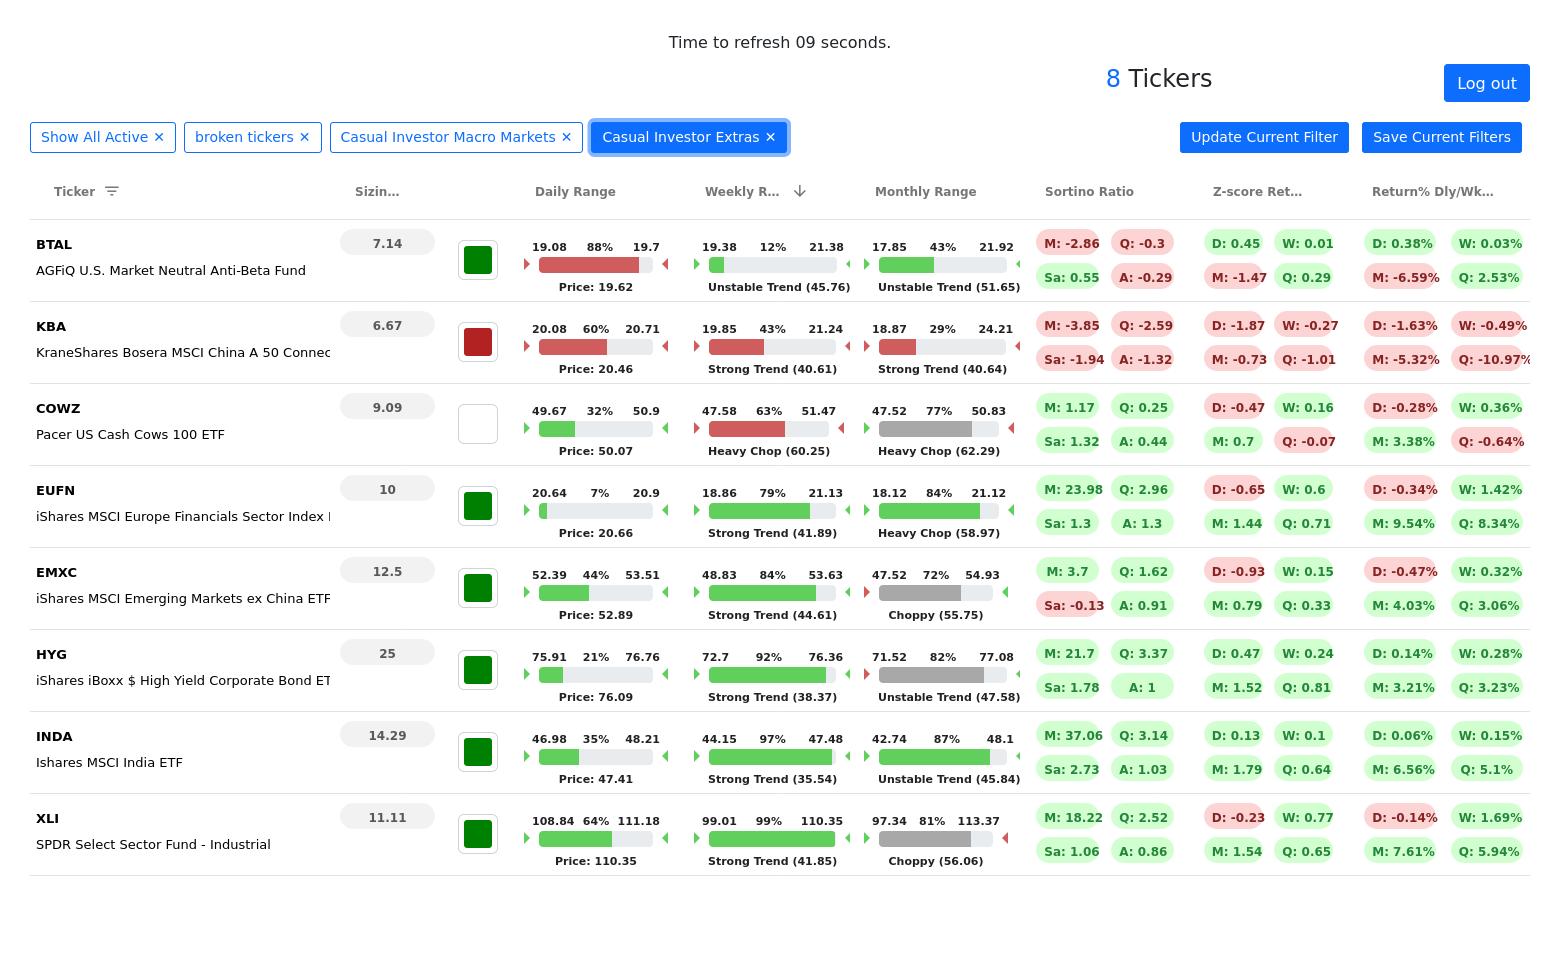 Time to refresh 09 seconds.
8 Tickers
Log out
Show All Active ✕ broken tickers ✕ Casual Investor Macro Markets ✕ Casual Investor Extras ✕ Update Current Filter Save Current Filters
Ticker Sizin... Daily Range Weekly R... Monthly Range Sortino Ratio Z-score Ret... Return% Dly/Wk...
BTAL 7.14 19.08 88% 19.7 19.38 12% 21.38 17.85 43% 21.92 M: -2.86 Q: -0.3 D: 0.45 W: 0.01 D: 0.38% W: 0.03%
AGFiQ U.S. Market Neutral Anti-Beta Fund Price: 19.62 Unstable Trend (45.76) Unstable Trend (51.65) Sa: 0.55 A: -0.29 M: -1.47 Q: 0.29 M: -6.59% Q: 2.53%
KBA 6.67 20.08 60% 20.71 19.85 43% 21.24 18.87 29% 24.21 M: -3.85 Q: -2.59 D: -1.87 W: -0.27 D: -1.63% W: -0.49%
KraneShares Bosera MSCI China A 50 Connec Price: 20.46 Strong Trend (40.61) Strong Trend (40.64) Sa: -1.94 A: -1.32 M: -0.73 Q: -1.01 M: -5.32% Q: -10.97%
COWZ 9.09 49.67 32% 50.9 47.58 63% 51.47 47.52 77% 50.83 M: 1.17 Q: 0.25 D: -0.47 W: 0.16 D: -0.28% W: 0.36%
Pacer US Cash Cows 100 ETF Price: 50.07 Heavy Chop (60.25) Heavy Chop (62.29) Sa: 1.32 A: 0.44 M: 0.7 Q: -0.07 M: 3.38% Q: -0.64%
EUFN 10 20.64 7% 20.9 18.86 79% 21.13 18.12 84% 21.12 M: 23.98 Q: 2.96 D: -0.65 W: 0.6 D: -0.34% W: 1.42%
iShares MSCI Europe Financials Sector Index Price: 20.66 Strong Trend (41.89) Heavy Chop (58.97) Sa: 1.3 A: 1.3 M: 1.44 Q: 0.71 M: 9.54% Q: 8.34%
EMXC 12.5 52.39 44% 53.51 48.83 84% 53.63 47.52 72% 54.93 M: 3.7 Q: 1.62 D: -0.93 W: 0.15 D: -0.47% W: 0.32%
iShares MSCI Emerging Markets ex China ETF Price: 52.89 Strong Trend (44.61) Choppy (55.75) Sa: -0.13 A: 0.91 M: 0.79 Q: 0.33 M: 4.03% Q: 3.06%
HYG 25 75.91 21% 76.76 72.7 92% 76.36 71.52 82% 77.08 M: 21.7 Q: 3.37 D: 0.47 W: 0.24 D: 0.14% W: 0.28%
iShares iBoxx $ High Yield Corporate Bond ET Price: 76.09 Strong Trend (38.37) Unstable Trend (47.58) Sa: 1.78 A: 1 M: 1.52 Q: 0.81 M: 3.21% Q: 3.23%
INDA 14.29 46.98 35% 48.21 44.15 97% 47.48 42.74 87% 48.1 M: 37.06 Q: 3.14 D: 0.13 W: 0.1 D: 0.06% W: 0.15%
Ishares MSCI India ETF Price: 47.41 Strong Trend (35.54) Unstable Trend (45.84) Sa: 2.73 A: 1.03 M: 1.79 Q: 0.64 M: 6.56% Q: 5.1%
XLI 11.11 108.84 64% 111.18 99.01 99% 110.35 97.34 81% 113.37 M: 18.22 Q: 2.52 D: -0.23 W: 0.77 D: -0.14% W: 1.69%
SPDR Select Sector Fund - Industrial Price: 110.35 Strong Trend (41.85) Choppy (56.06) Sa: 1.06 A: 0.86 M: 1.54 Q: 0.65 M: 7.61% Q: 5.94%